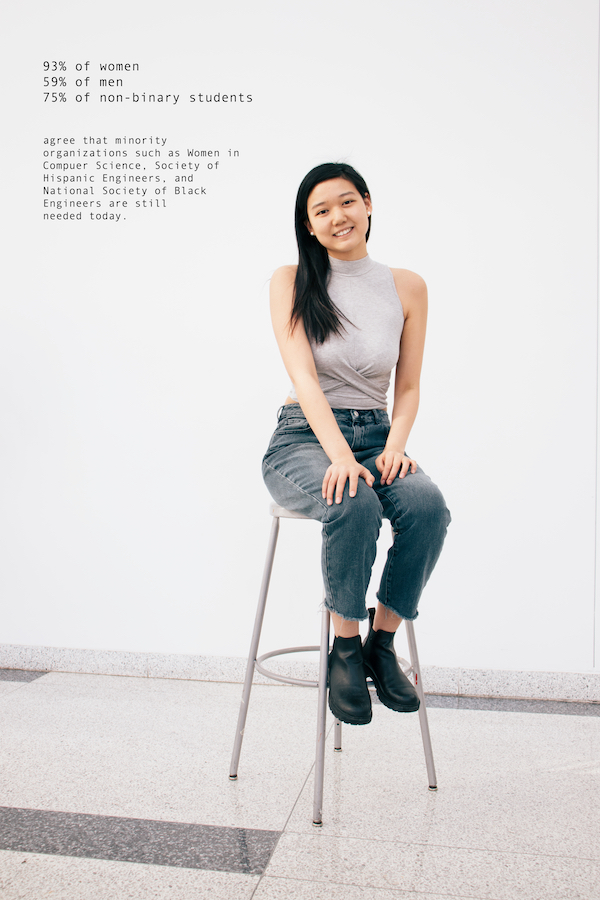 93% of women
59% of men
75% of non-binary students
agree that minority
organizations such as Women in
Compuer Science, Society of
Hispanic Engineers, and
National Society of Black
Engineers are still
needed today.